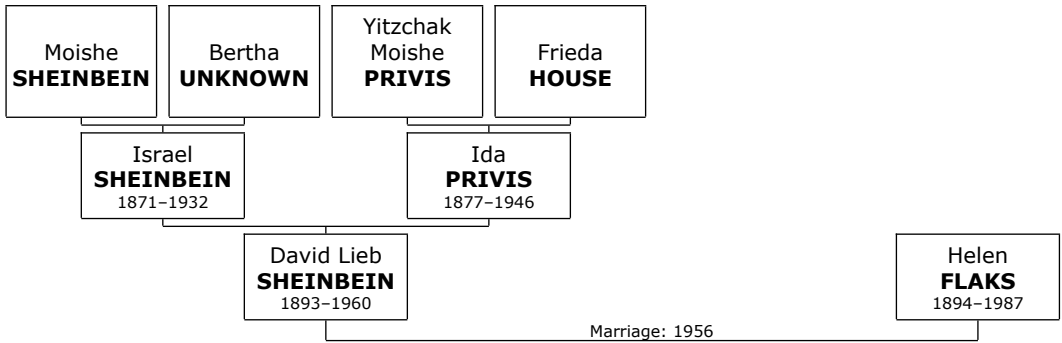 Moishe
SHEINBEIN
Bertha
UNKNOWN
Yitzchak
Moishe
PRIVIS
Frieda
HOUSE
Israel
SHEINBEIN
1871–1932
Ida
PRIVIS
1877–1946
David Lieb
SHEINBEIN
1893–1960
Helen
FLAKS
1894–1987
Marriage: 1956